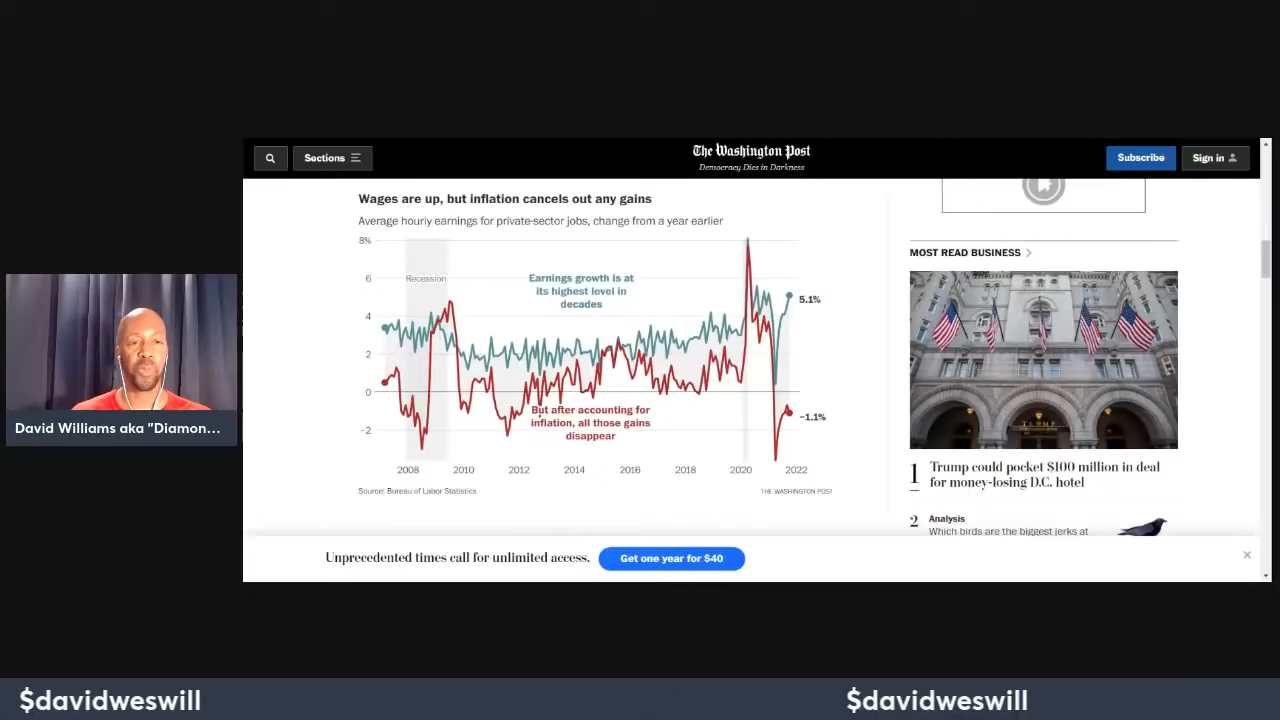 Sections
The Washington Post
Democracy Dies in Darkness
Subscribe
Sign in
Wages are up, but inflation cancels out any gains
Average hourly earnings for private-sector jobs, change from a year earlier
8%
6
4
2
0
−2
Recession
Earnings growth is at
its highest level in
decades
5.1%
But after accounting for
inflation, all those gains
disappear
−1.1%
2008 2010 2012 2014 2016 2018 2020 2022
Source: Bureau of Labor Statistics
THE WASHINGTON POST
MOST READ BUSINESS
TRUMP
1 Trump could pocket $100 million in deal
for money-losing D.C. hotel
2 Analysis
Which birds are the biggest jerks at
Unprecedented times call for unlimited access.
Get one year for $40
David Williams aka "Diamon...
$davidweswill
$davidweswill